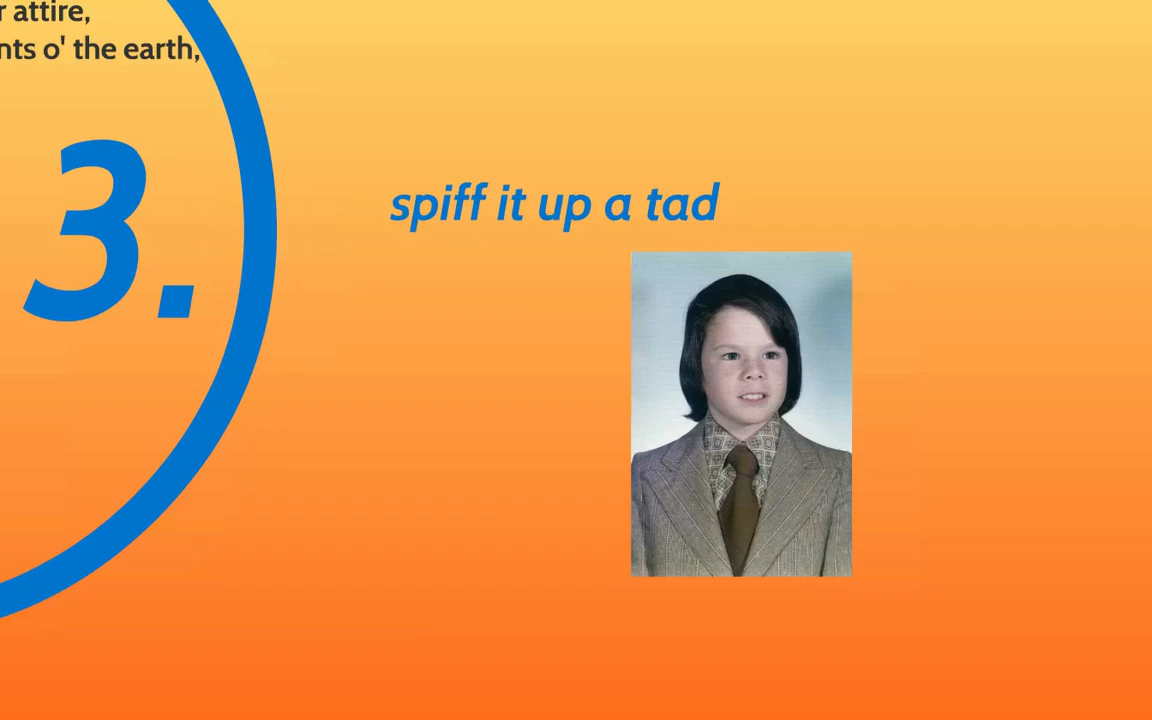 r attire,
nts o' the earth,
3.
spiff it up a tad